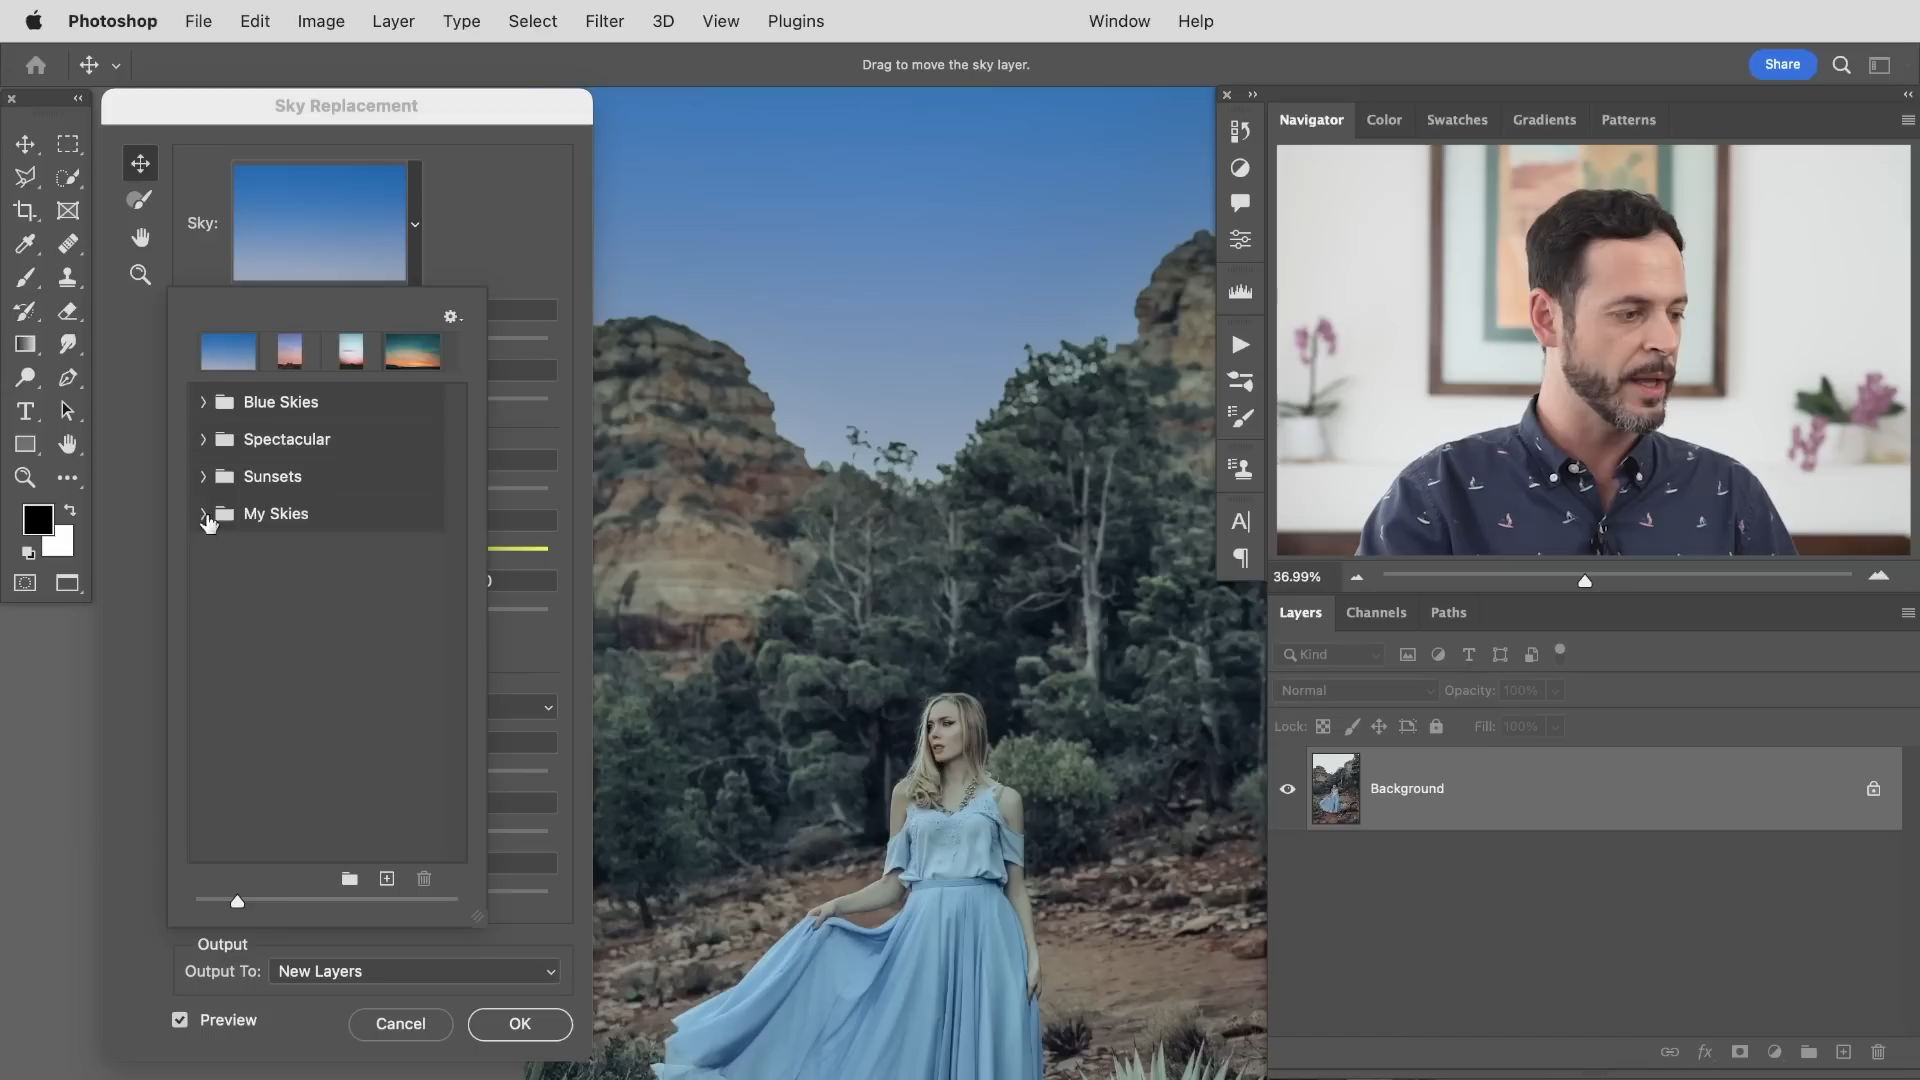 Photoshop File Edit Image Layer Type Select Filter 3D View Plugins Window Help
Drag to move the sky layer.
Share
Sky Replacement
Sky:
Blue Skies
Spectacular
Sunsets
My Skies
Output
Output To: New Layers
Preview
Cancel
OK
Navigator Color Swatches Gradients Patterns
36.99%
Layers Channels Paths
Kind
Normal Opacity: 100%
Lock: Fill: 100%
Background